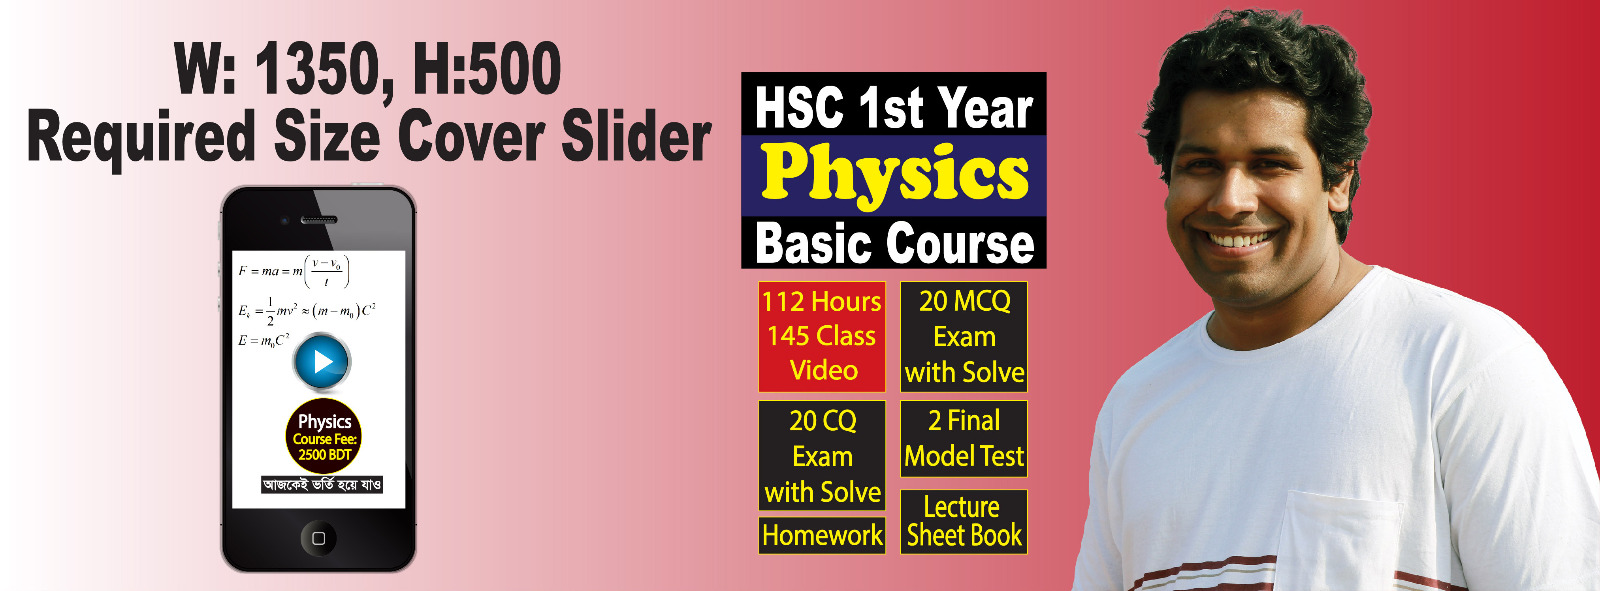 W: 1350, H:500
Required Size Cover Slider
F = ma = m(v − v₀ / t)
Eₖ = 1/2 mv² ≈ (m − m₀)C²
E = m₀C²
Physics
Course Fee:
2500 BDT
আজকেই ভর্তি হয়ে যাও
HSC 1st Year
Physics
Basic Course
112 Hours
145 Class
Video
20 MCQ
Exam
with Solve
20 CQ
Exam
with Solve
2 Final
Model Test
Homework
Lecture
Sheet Book